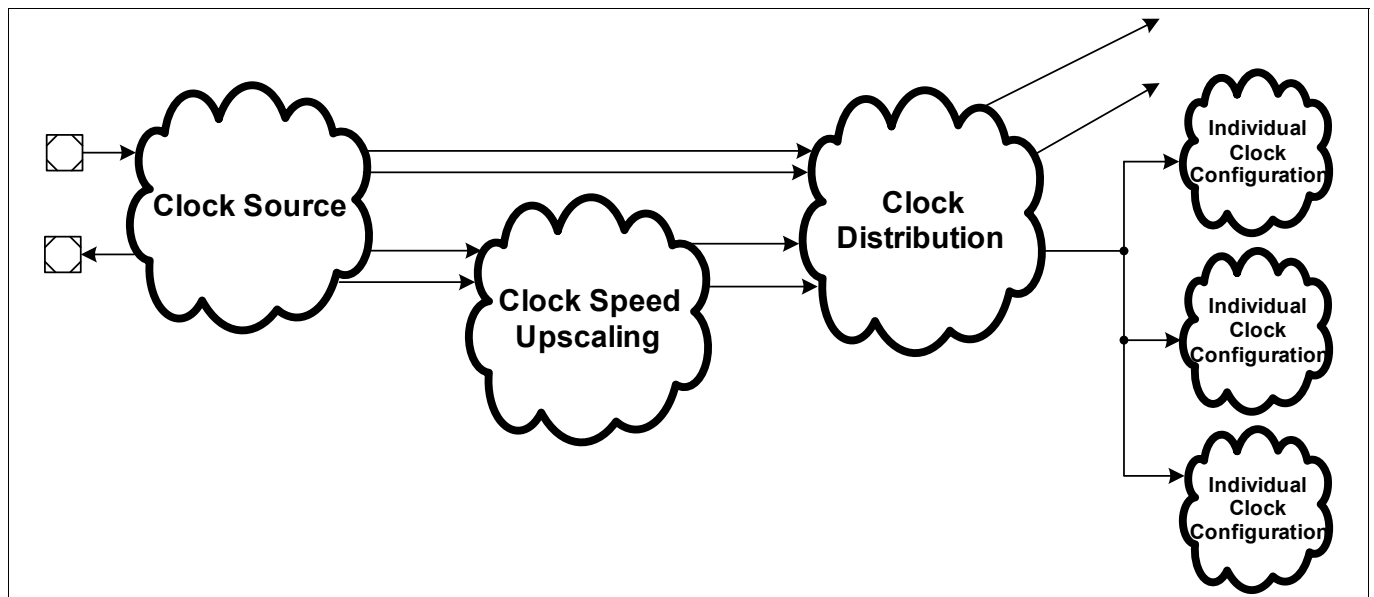 Clock Source
Clock Speed
Upscaling
Clock
Distribution
Individual
Clock
Configuration
Individual
Clock
Configuration
Individual
Clock
Configuration